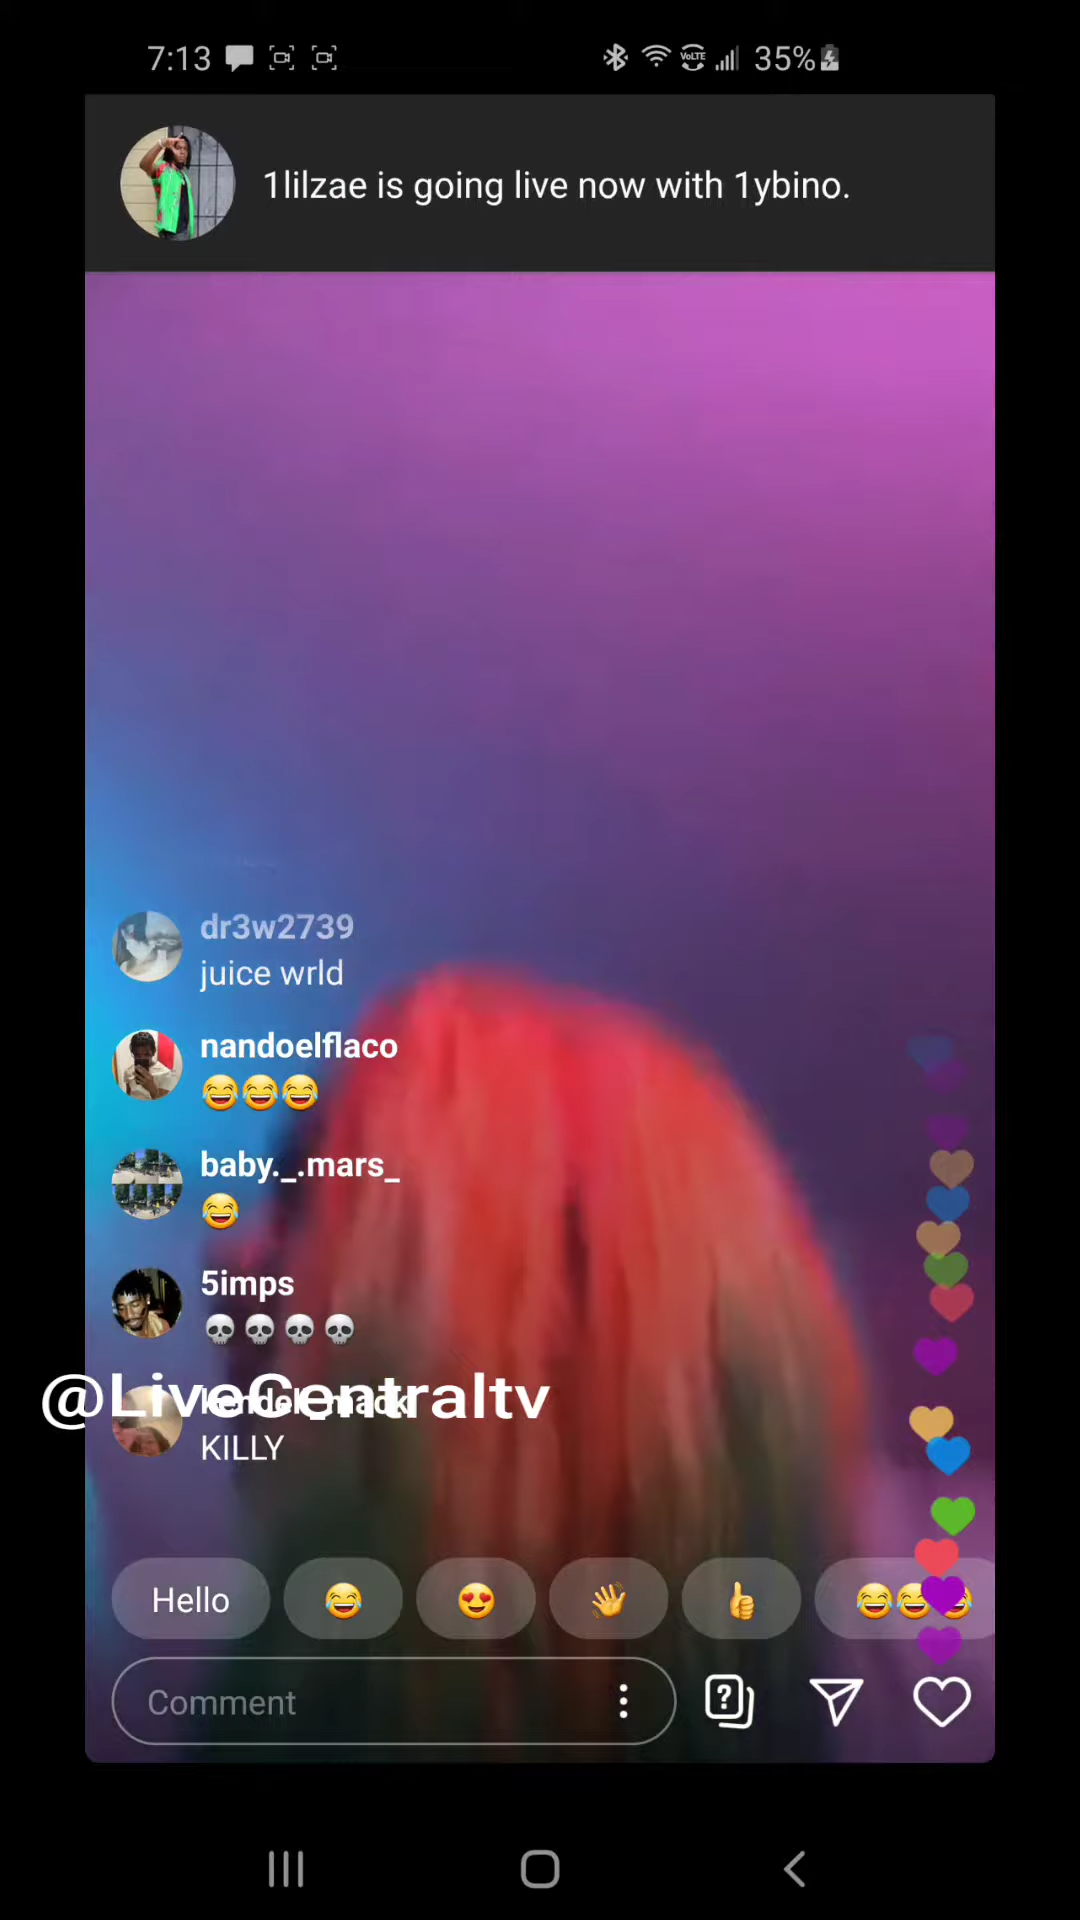 7:13
VoLTE
35%
1lilzae is going live now with 1ybino.
dr3w2739
juice wrld
nandoelflaco
😂😂😂
baby._.mars_
😂
5imps
💀💀💀💀
@LiveCentraltv
KILLY
Hello
Comment